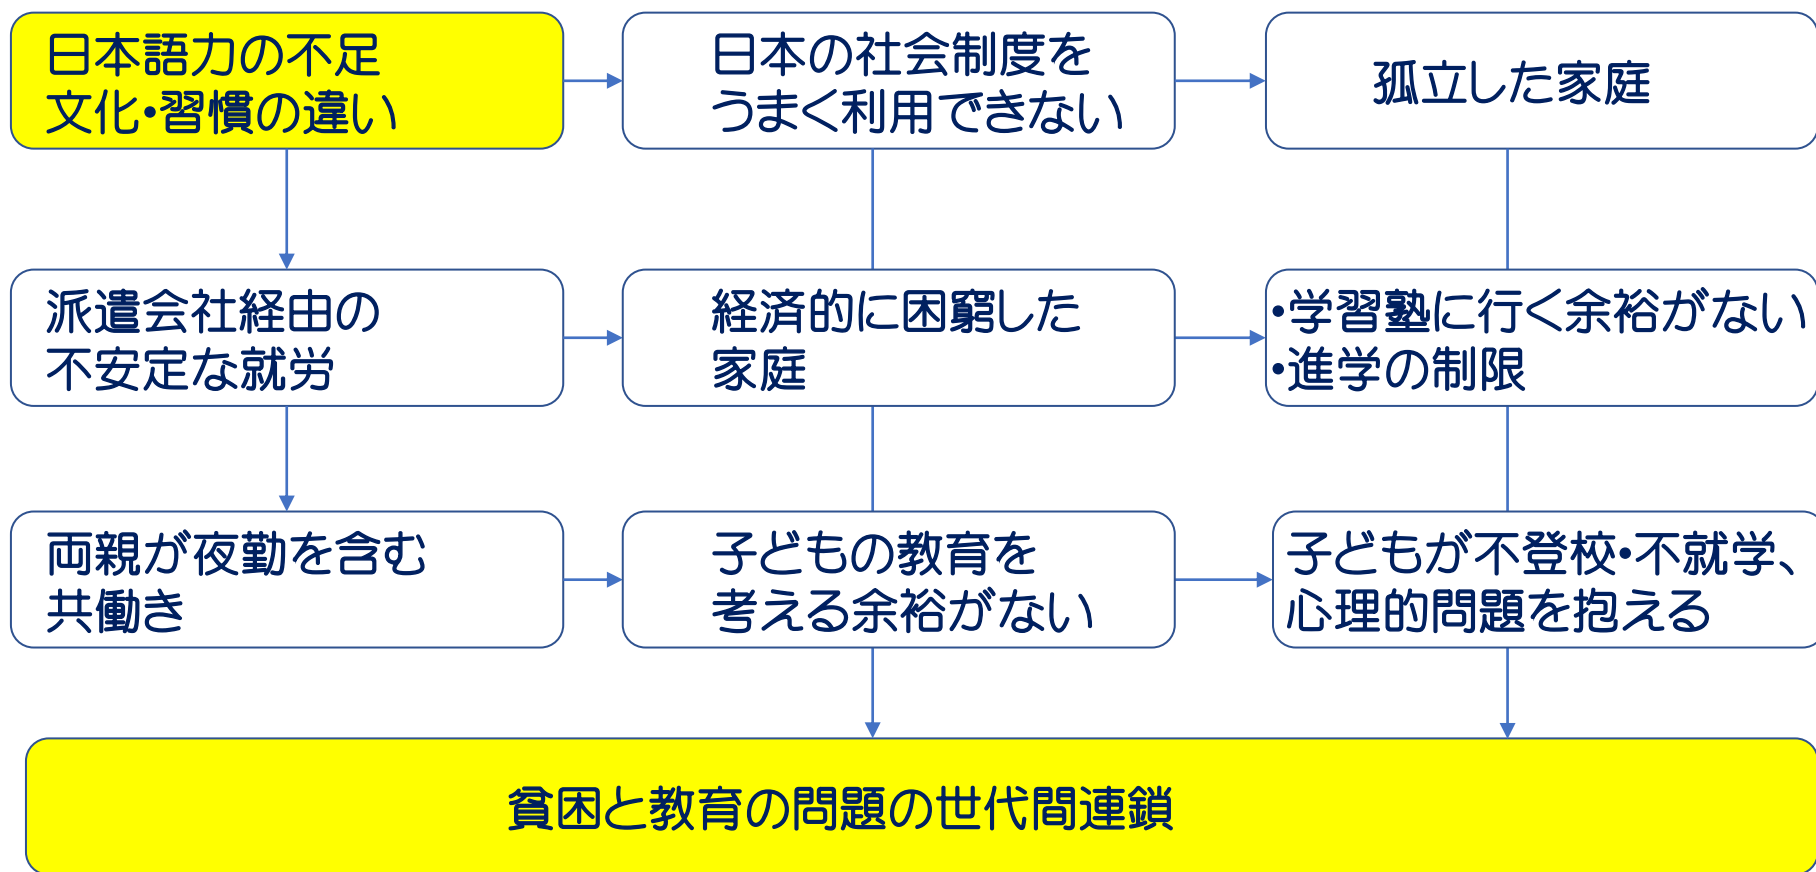 日本語力の不足
文化・習慣の違い
日本の社会制度を
うまく利用できない
孤立した家庭
派遣会社経由の
不安定な就労
経済的に困窮した
家庭
・学習塾に行く余裕がない
・進学の制限
両親が夜勤を含む
共働き
子どもの教育を
考える余裕がない
子どもが不登校・不就学、
心理的問題を抱える
貧困と教育の問題の世代間連鎖